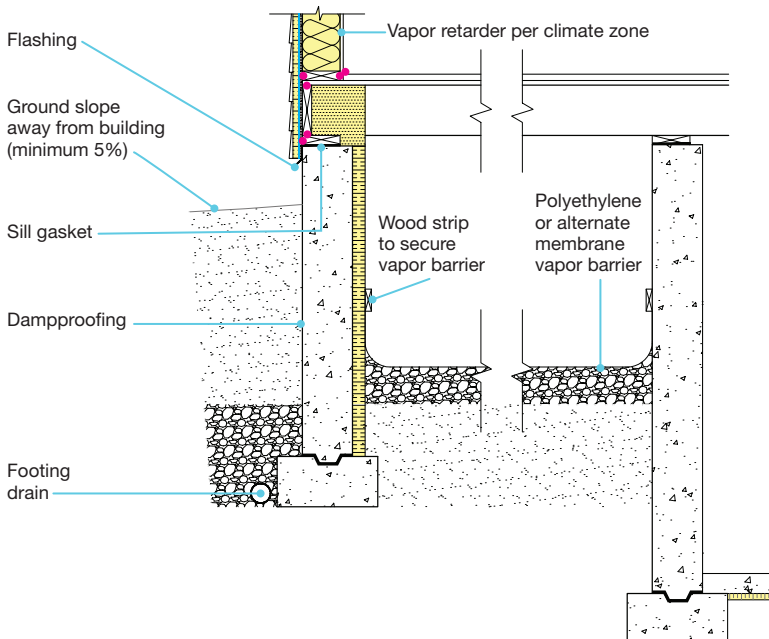 Flashing
Vapor retarder per climate zone
Ground slope
away from building
(minimum 5%)
Sill gasket
Wood strip
to secure
vapor barrier
Polyethylene
or alternate
membrane
vapor barrier
Dampproofing
Footing
drain